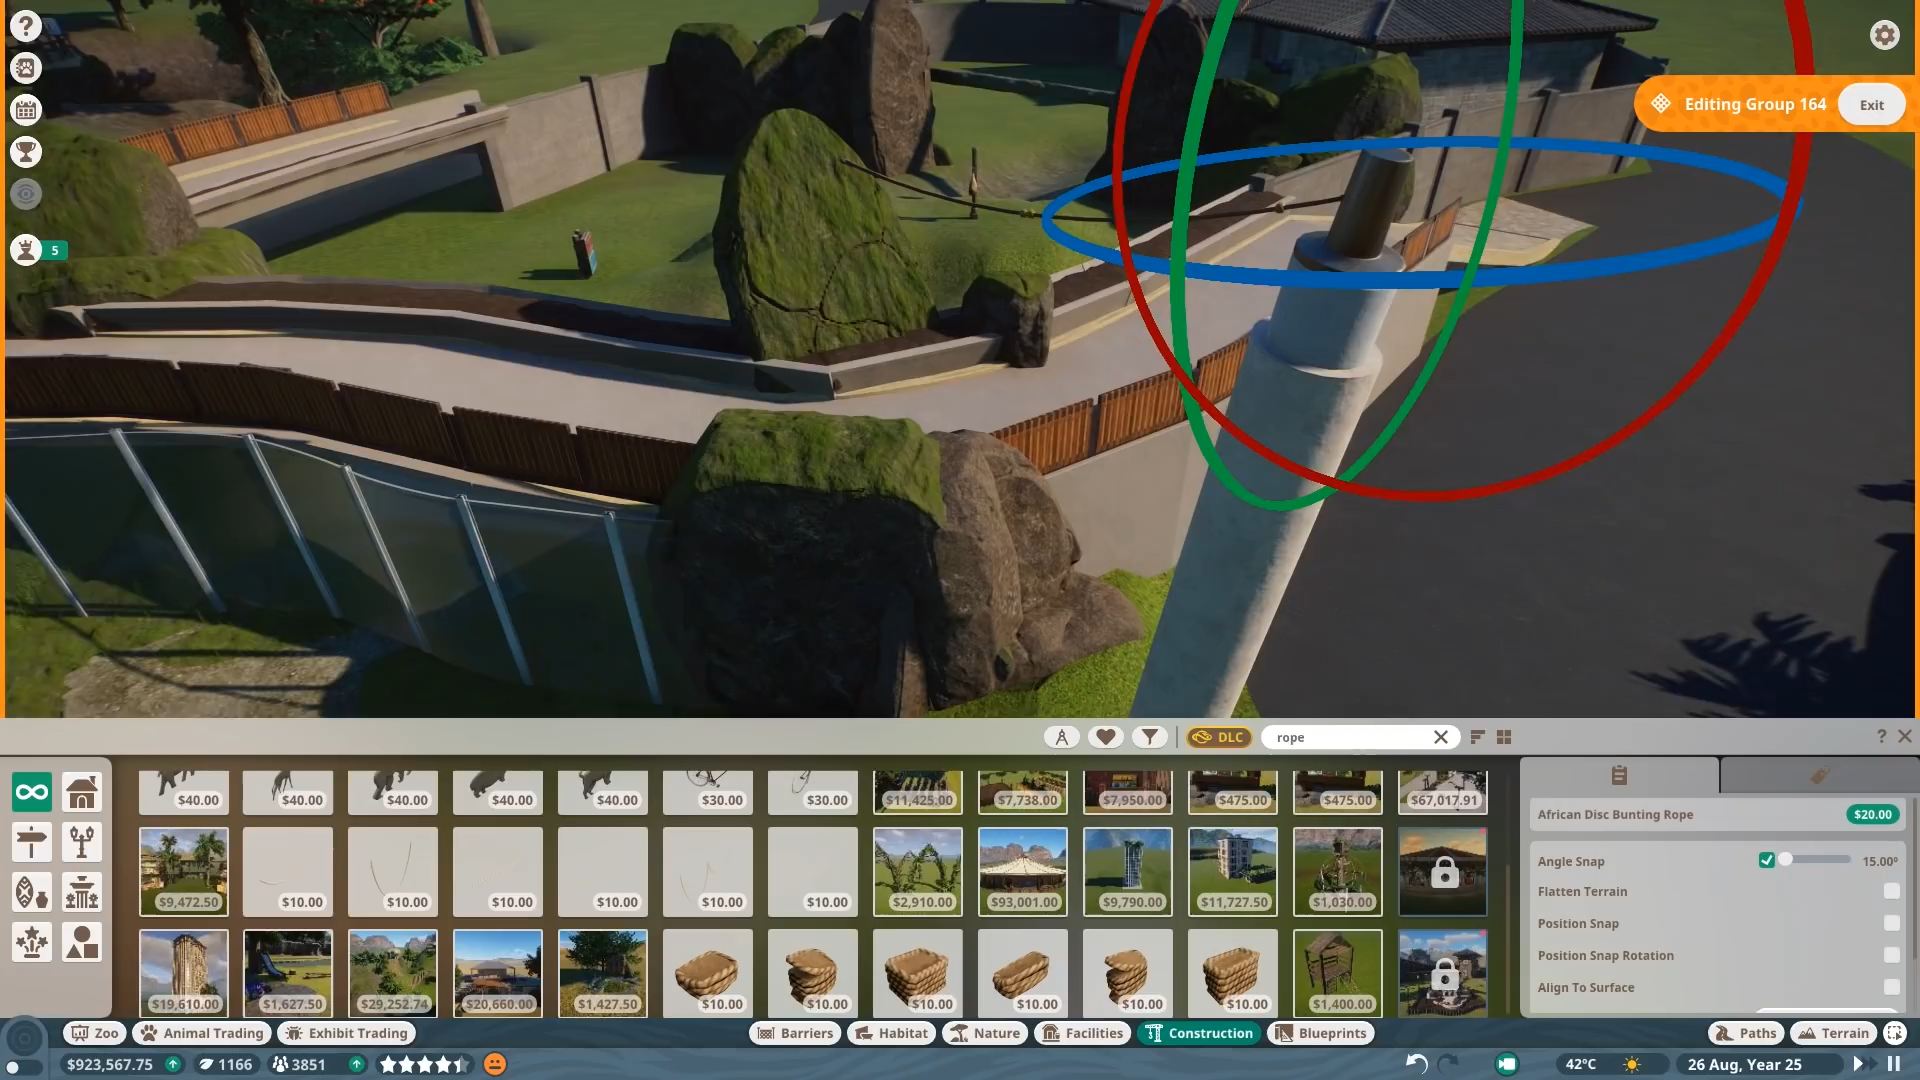 ?
Editing Group 164
Exit
5
DLC
rope
?
$40.00
$40.00
$40.00
$40.00
$40.00
$30.00
$30.00
$11,425.00
$7,738.00
$7,950.00
$475.00
$475.00
$67,017.91
$9,472.50
$10.00
$10.00
$10.00
$10.00
$10.00
$10.00
$2,910.00
$93,001.00
$9,790.00
$11,727.50
$1,030.00
$19,610.00
$1,627.50
$29,252.74
$20,660.00
$1,427.50
$10.00
$10.00
$10.00
$10.00
$10.00
$10.00
$1,400.00
African Disc Bunting Rope
$20.00
Angle Snap
15.00°
Flatten Terrain
Position Snap
Position Snap Rotation
Align To Surface
Zoo
Animal Trading
Exhibit Trading
Barriers
Habitat
Nature
Facilities
Construction
Blueprints
Paths
Terrain
$923,567.75
1166
3851
42°C
26 Aug, Year 25